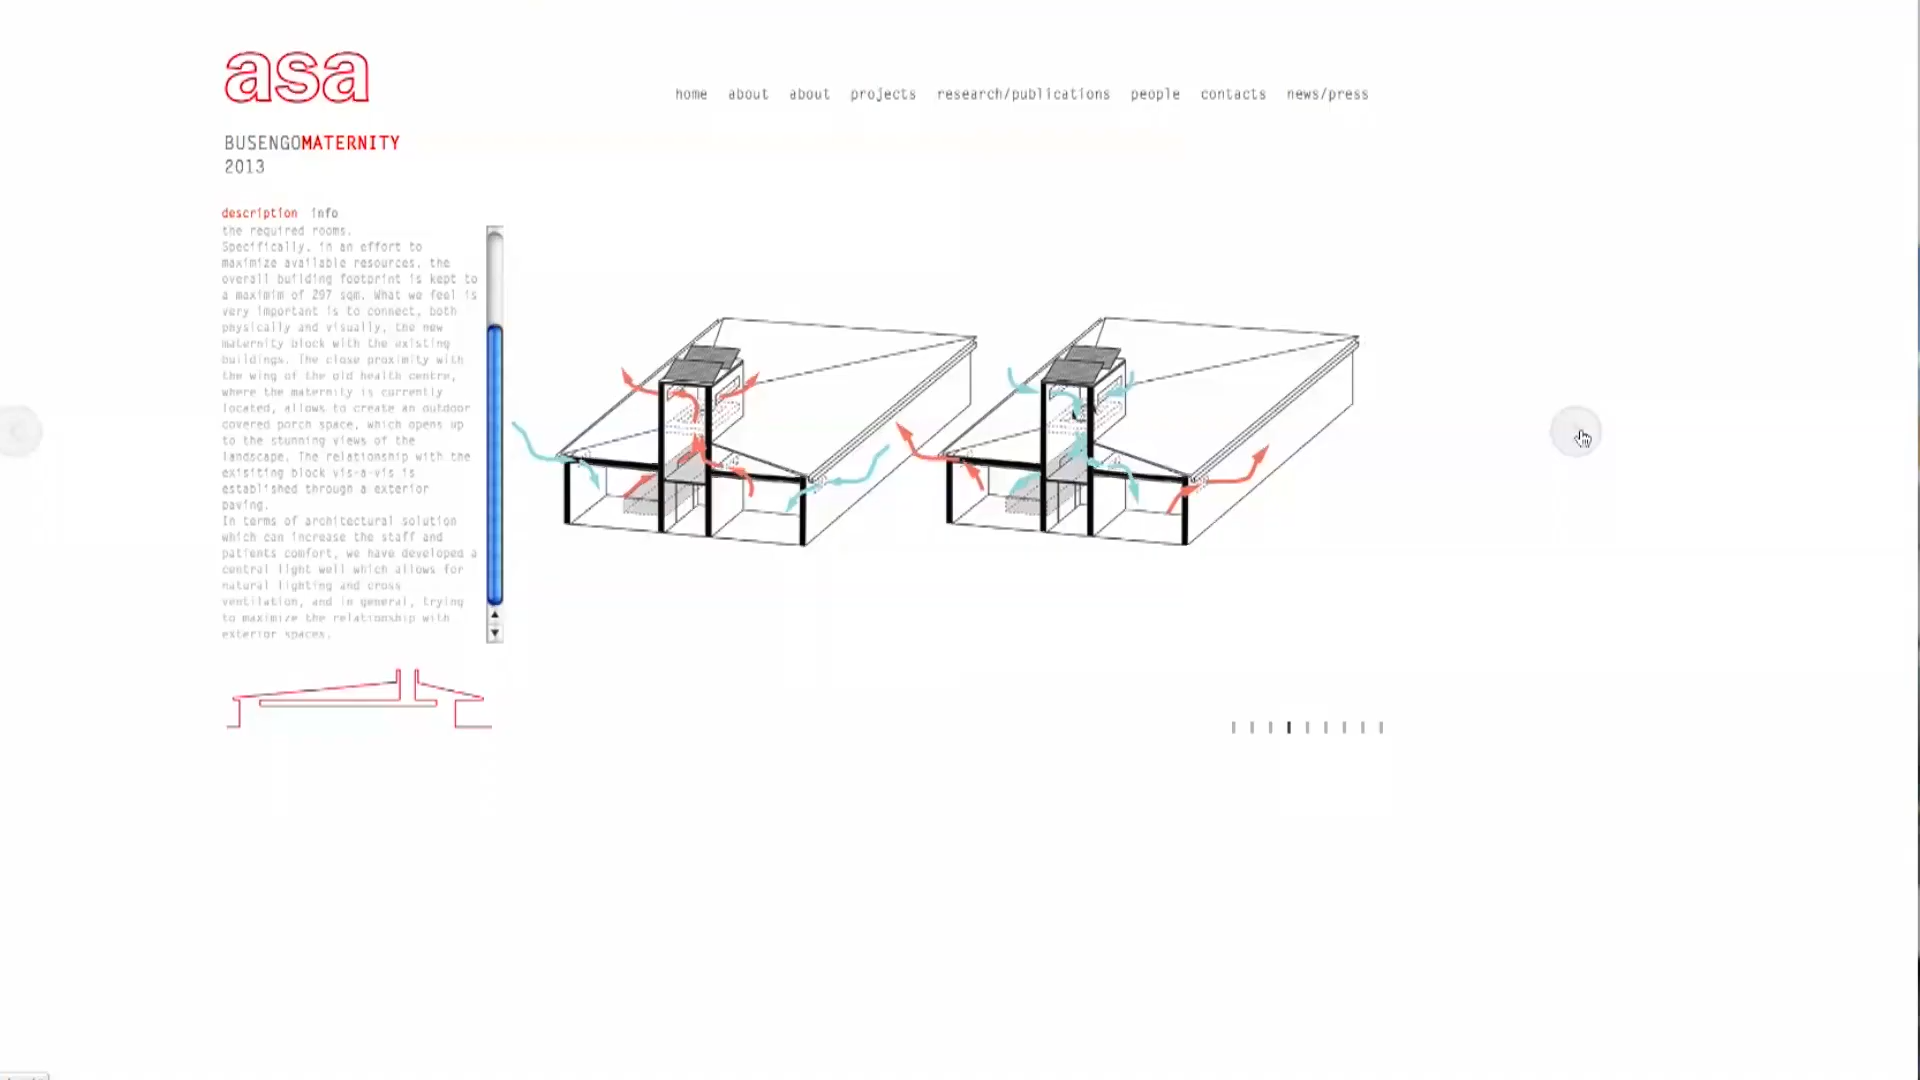 asa
home about about projects research/publications people contacts news/press
BUSENGOMATERNITY
2013
description info
the required rooms.
Specifically, in an effort to
maximize available resources, the
overall building footprint is kept to
a maximim of 297 sqm. What we feel is
very important is to connect, both
physically and visually, the new
maternity block with the existing
buildings. The close proximity with
the wing of the old health centre,
where the maternity is currently
located, allows to create an outdoor
covered porch space, which opens up
to the stunning views of the
landscape. The relationship with the
exisiting block vis-a-vis is
established through a exterior
paving.
In terms of architectural solution
which can increase the staff and
patients comfort, we have developed a
central light well which allows for
natural lighting and cross
ventilation, and in general, trying
to maximize the relationship with
exterior spaces.